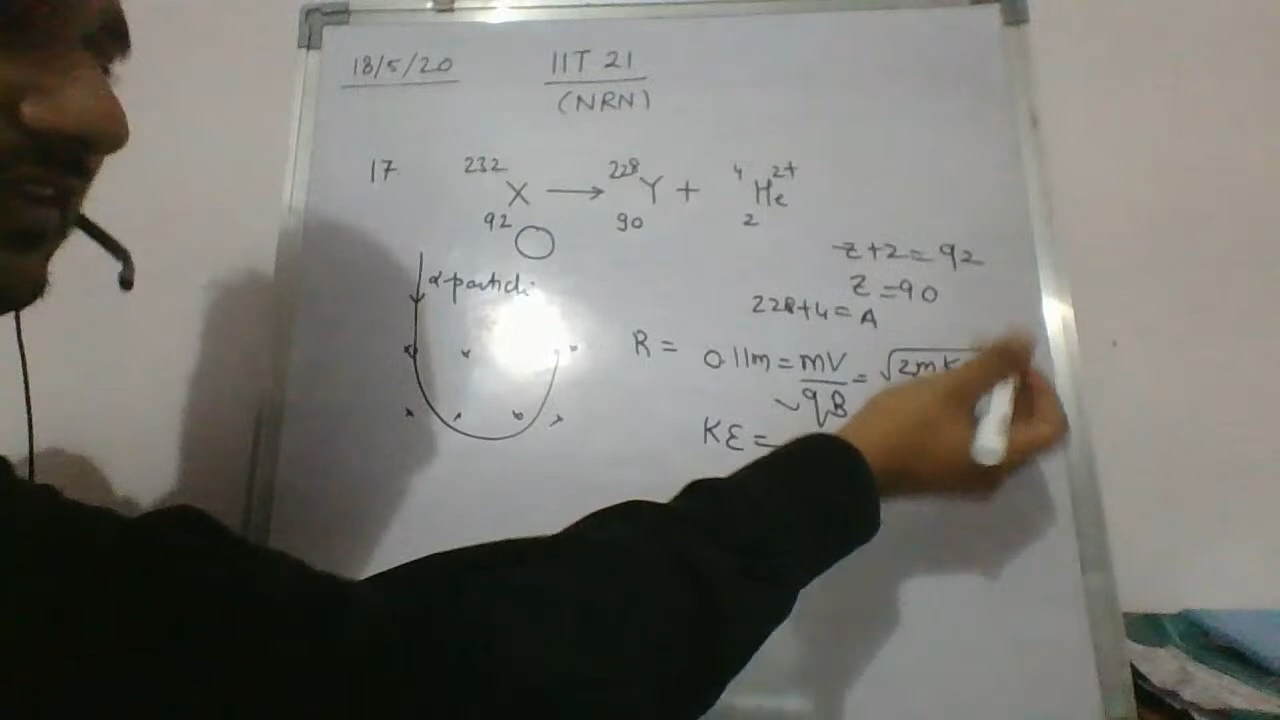 18/5/20 IIT 21
(NRN)
17 232 92 X → 228 90 Y + 4 2 He 2+
Z+2=92
Z=90
α-particl
228+4=A
R = 0.11m = mV/qB = √2mK
KE =